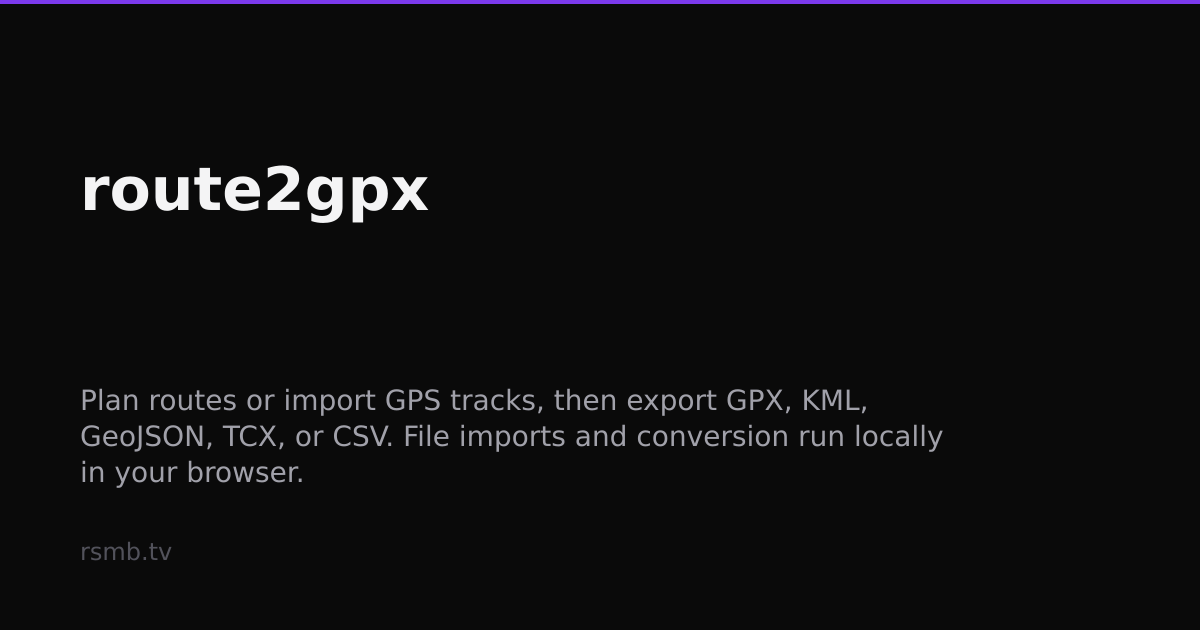 route2gpx
Plan routes or import GPS tracks, then export GPX, KML,
GeoJSON, TCX, or CSV. File imports and conversion run locally
in your browser.
rsmb.tv